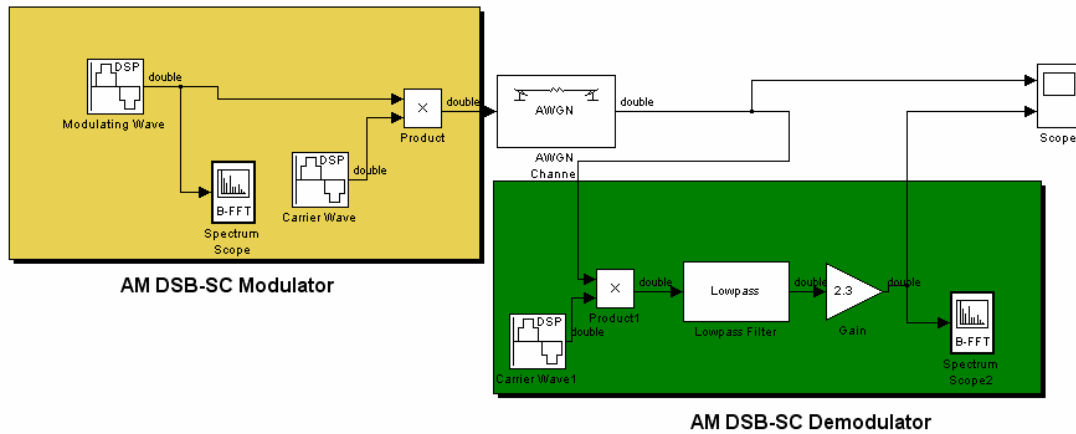 DSP
double
Modulating Wave
×
double
Product
DSP
double
Carrier Wave
B-FFT
Spectrum
Scope
AM DSB-SC Modulator
AWGN
double
AWGN
Channe
Scope
×
double
Product1
DSP
double
Carrier Wave1
Lowpass
double
Lowpass Filter
2.3
double
Gain
B-FFT
Spectrum
Scope2
AM DSB-SC Demodulator